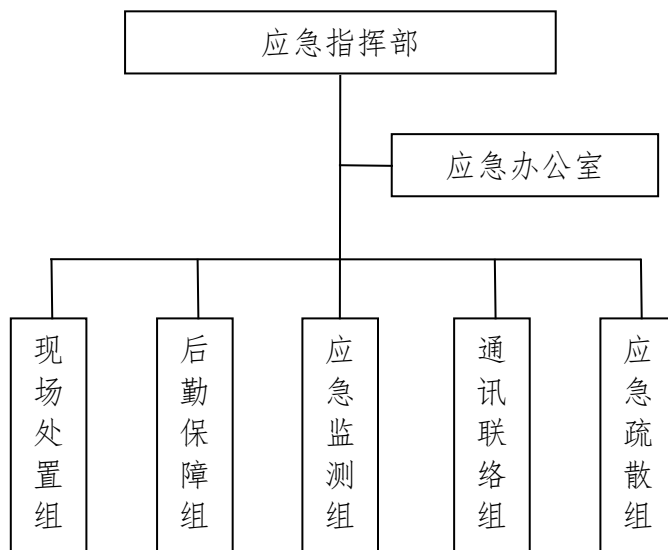 应急指挥部
应急办公室
现场处置组
后勤保障组
应急监测组
通讯联络组
应急疏散组